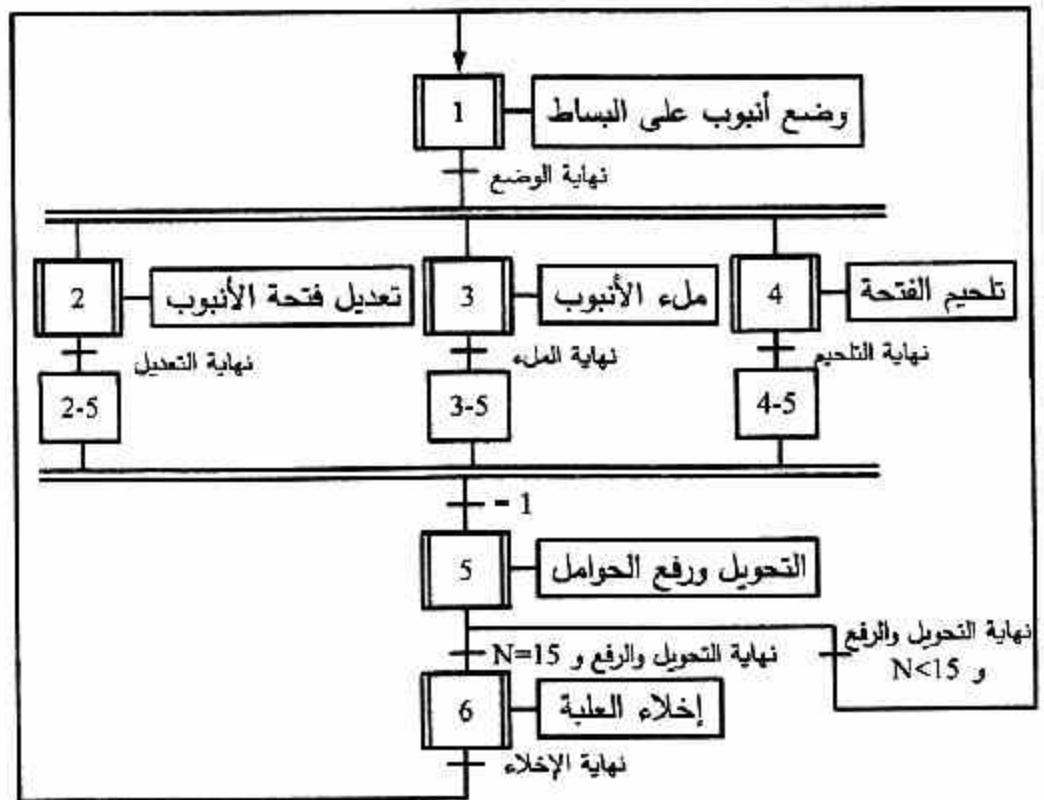 1
وضع أنبوب على البساط
نهاية الوضع
2
تعديل فتحة الأنبوب
3
ملء الأنبوب
4
تلحيم الفتحة
نهاية التعديل
نهاية الملء
نهاية التلحيم
2-5
3-5
4-5
= 1
5
التحويل ورفع الحوامل
نهاية التحويل والرفع و N=15
نهاية التحويل والرفع
و N<15
6
إخلاء العلبة
نهاية الإخلاء